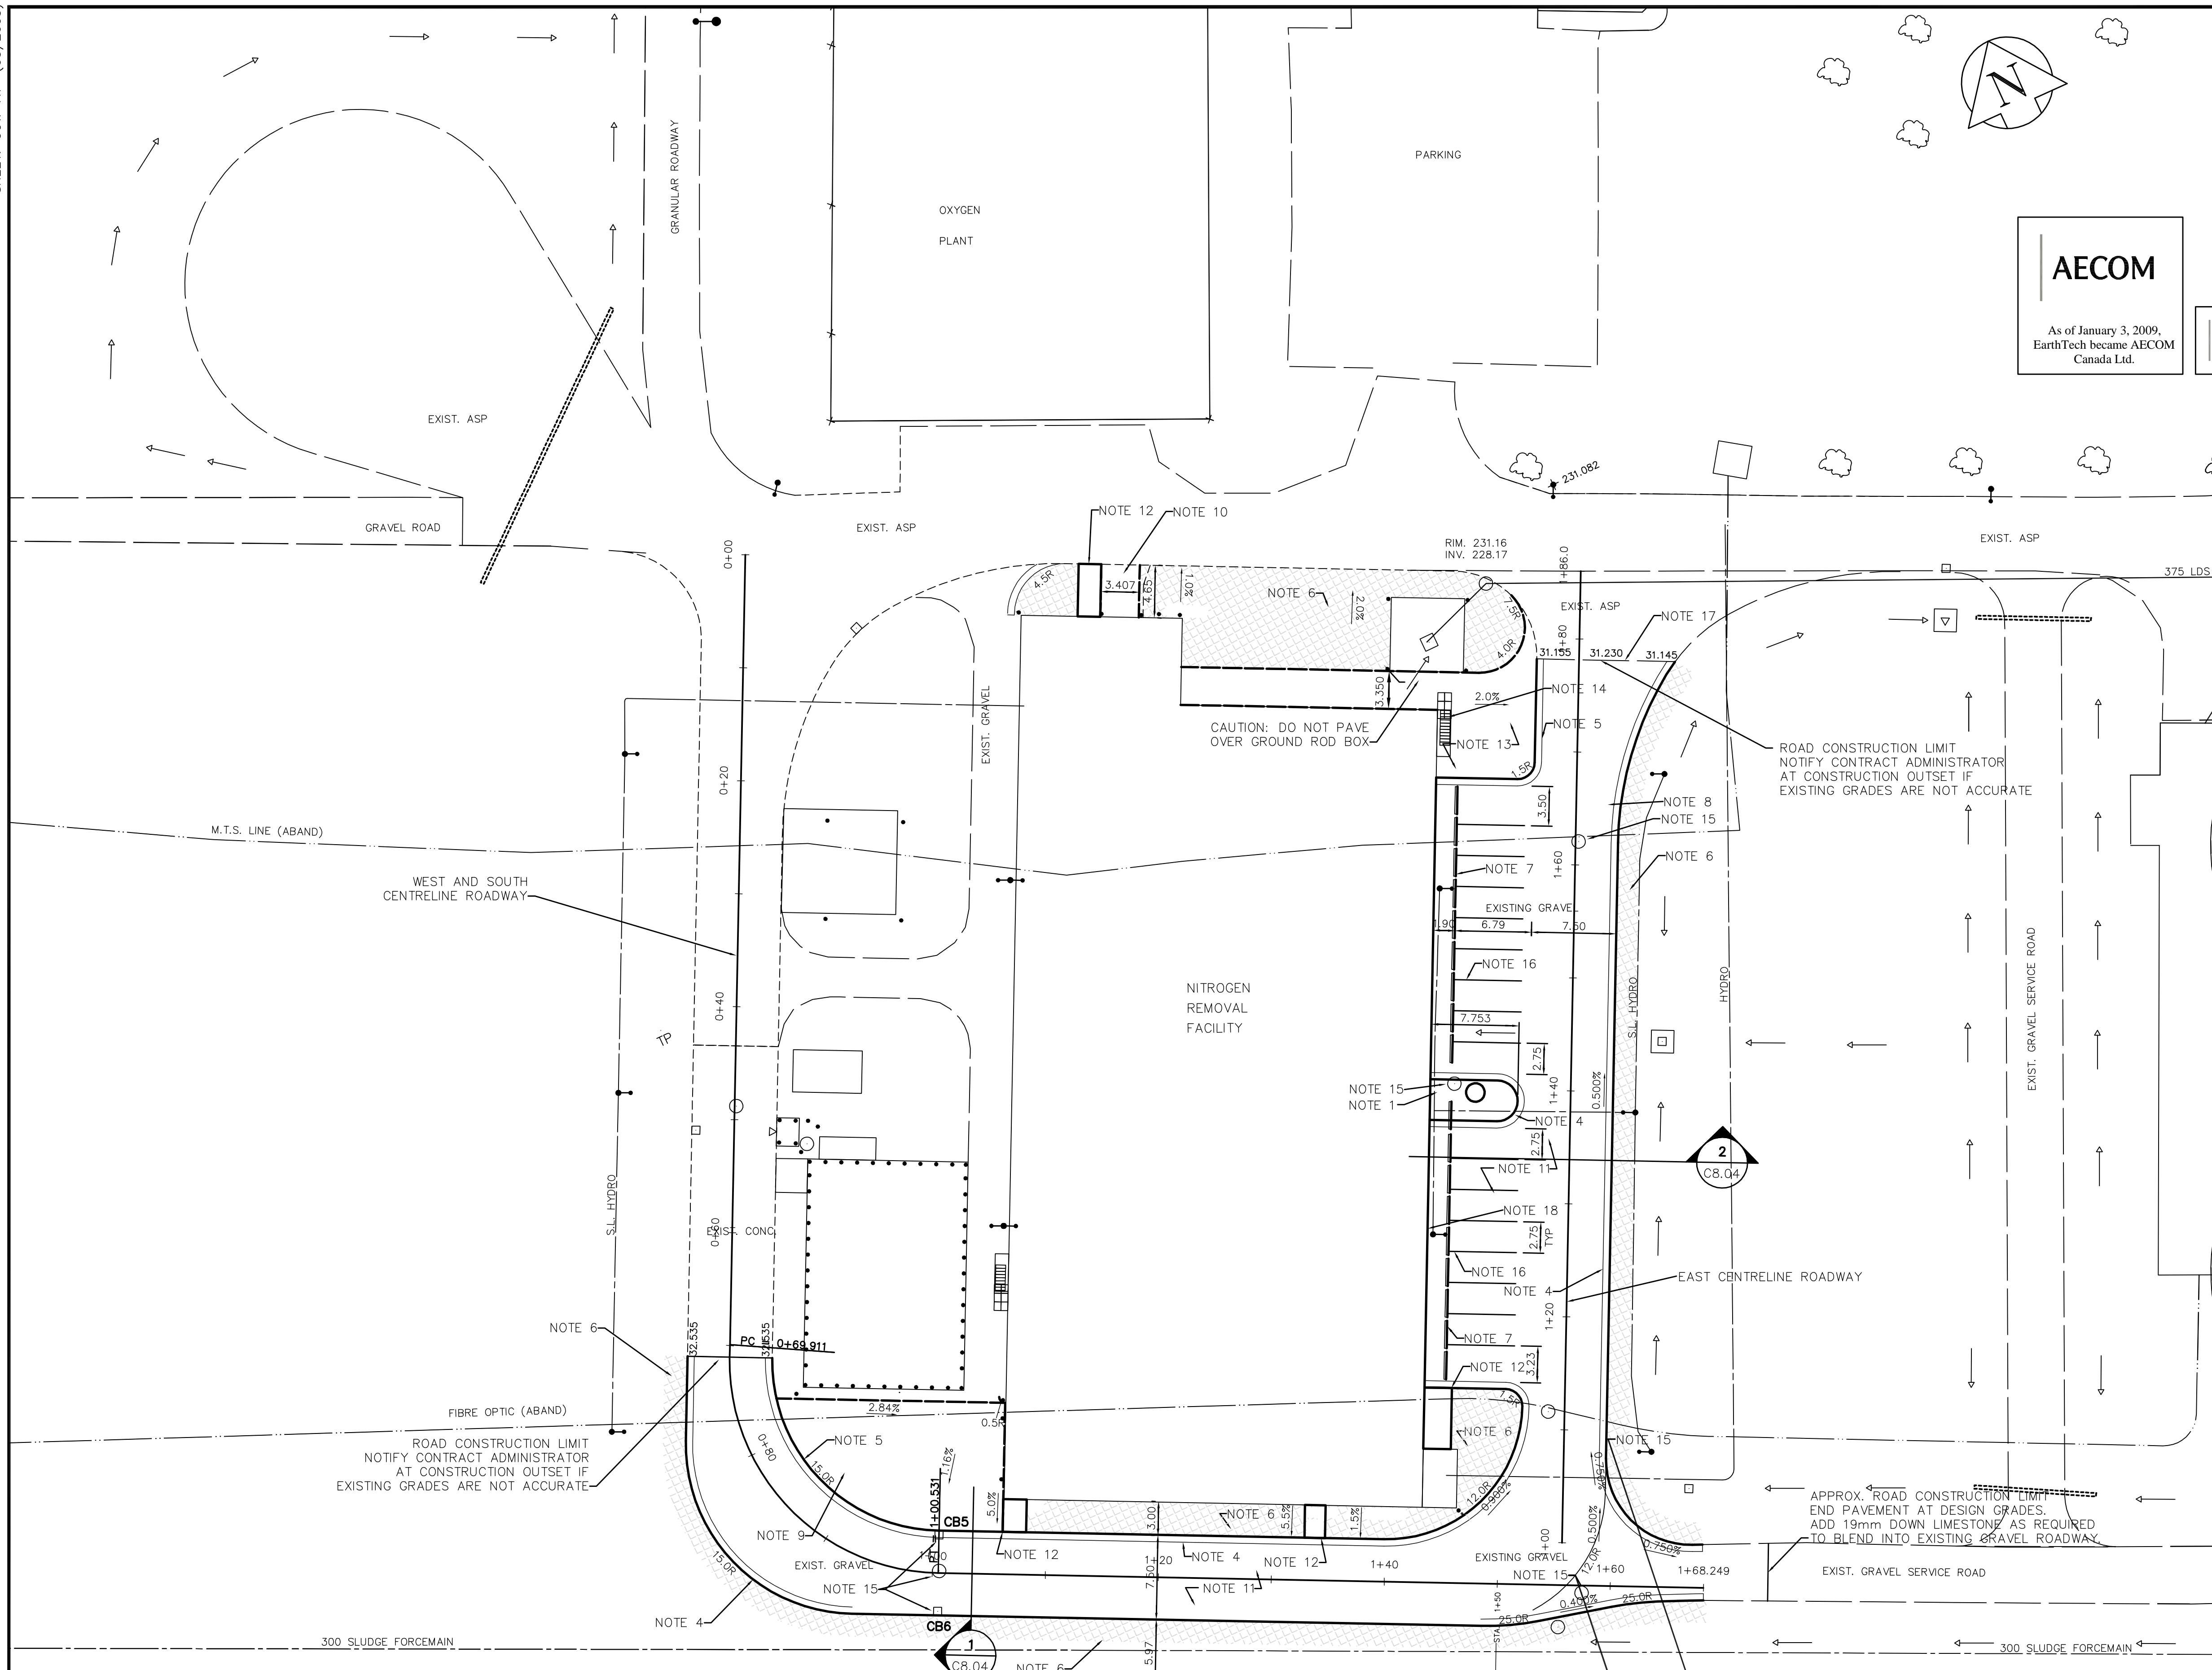 GRANULAR ROADWAY
OXYGEN
PLANT
PARKING
N
AECOM
As of January 3, 2009,
EarthTech became AECOM
Canada Ltd.
EXIST. ASP
231.082
GRAVEL ROAD
EXIST. ASP
NOTE 12
NOTE 10
RIM. 231.16
INV. 228.17
EXIST. ASP
375 LDS
0+00
4.5R
3.407
4.65
1.0%
NOTE 6
2.0%
7.5R
4.0R
1+86.0
EXIST. ASP
NOTE 17
1+80
31.155
31.230
31.145
3.350
2.0%
NOTE 14
NOTE 5
CAUTION: DO NOT PAVE
OVER GROUND ROD BOX
NOTE 13
1.5R
ROAD CONSTRUCTION LIMIT
NOTIFY CONTRACT ADMINISTRATOR
AT CONSTRUCTION OUTSET IF
EXISTING GRADES ARE NOT ACCURATE
EXIST. GRAVEL
0+20
3.50
NOTE 8
NOTE 15
M.T.S. LINE (ABAND)
1+60
NOTE 6
NOTE 7
WEST AND SOUTH
CENTRELINE ROADWAY
EXISTING GRAVEL
1.90
6.79
7.50
NOTE 16
NITROGEN
REMOVAL
FACILITY
S.L. HYDRO
HYDRO
EXIST. GRAVEL SERVICE ROAD
0+40
TP
7.753
2.75
NOTE 15
NOTE 1
1+40
0.500%
NOTE 4
2.75
NOTE 11
2
C8.04
S.L. HYDRO
NOTE 18
0+60
EXIST. CONC.
2.75
TYP
NOTE 16
NOTE 4
EAST CENTRELINE ROADWAY
1+20
NOTE 6
32.535
PC
0+69.911
NOTE 7
NOTE 12
3.23
1.5R
FIBRE OPTIC (ABAND)
2.84%
0.5R
ROAD CONSTRUCTION LIMIT
NOTIFY CONTRACT ADMINISTRATOR
AT CONSTRUCTION OUTSET IF
EXISTING GRADES ARE NOT ACCURATE
0+80
NOTE 5
15.0R
1.16%
NOTE 6
NOTE 15
0.750%
12.0R
0.900%
APPROX. ROAD CONSTRUCTION LIMIT
END PAVEMENT AT DESIGN GRADES.
ADD 19mm DOWN LIMESTONE AS REQUIRED
TO BLEND INTO EXISTING GRAVEL ROADWAY.
1+00.531
5.0%
CB5
3.00
NOTE 6
5.5%
1.5%
0.500%
NOTE 9
1+00
NOTE 12
1+20
NOTE 4
NOTE 12
1+40
EXISTING GRAVEL
1+00
12.0R
0.750%
15.0R
EXIST. GRAVEL
NOTE 15
7.50
NOTE 11
NOTE 15
1+60
1+68.249
EXIST. GRAVEL SERVICE ROAD
NOTE 4
CB6
STA. 1+50
25.0R
0.400%
25.0R
300 SLUDGE FORCEMAIN
1
C8.04
5.97
NOTE 6
300 SLUDGE FORCEMAIN